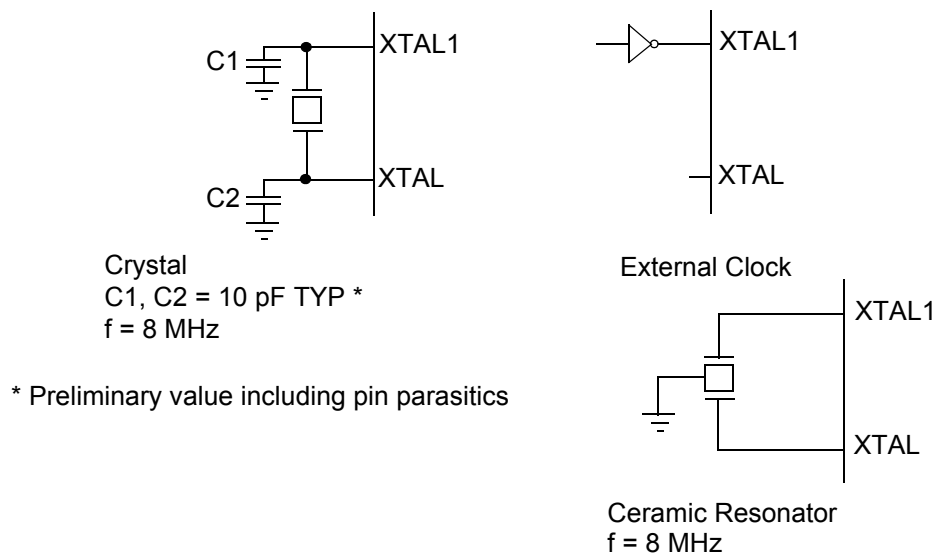 C1
XTAL1
C2
XTAL
Crystal
C1, C2 = 10 pF TYP *
f = 8 MHz
* Preliminary value including pin parasitics
XTAL1
XTAL
External Clock
XTAL1
XTAL
Ceramic Resonator
f = 8 MHz